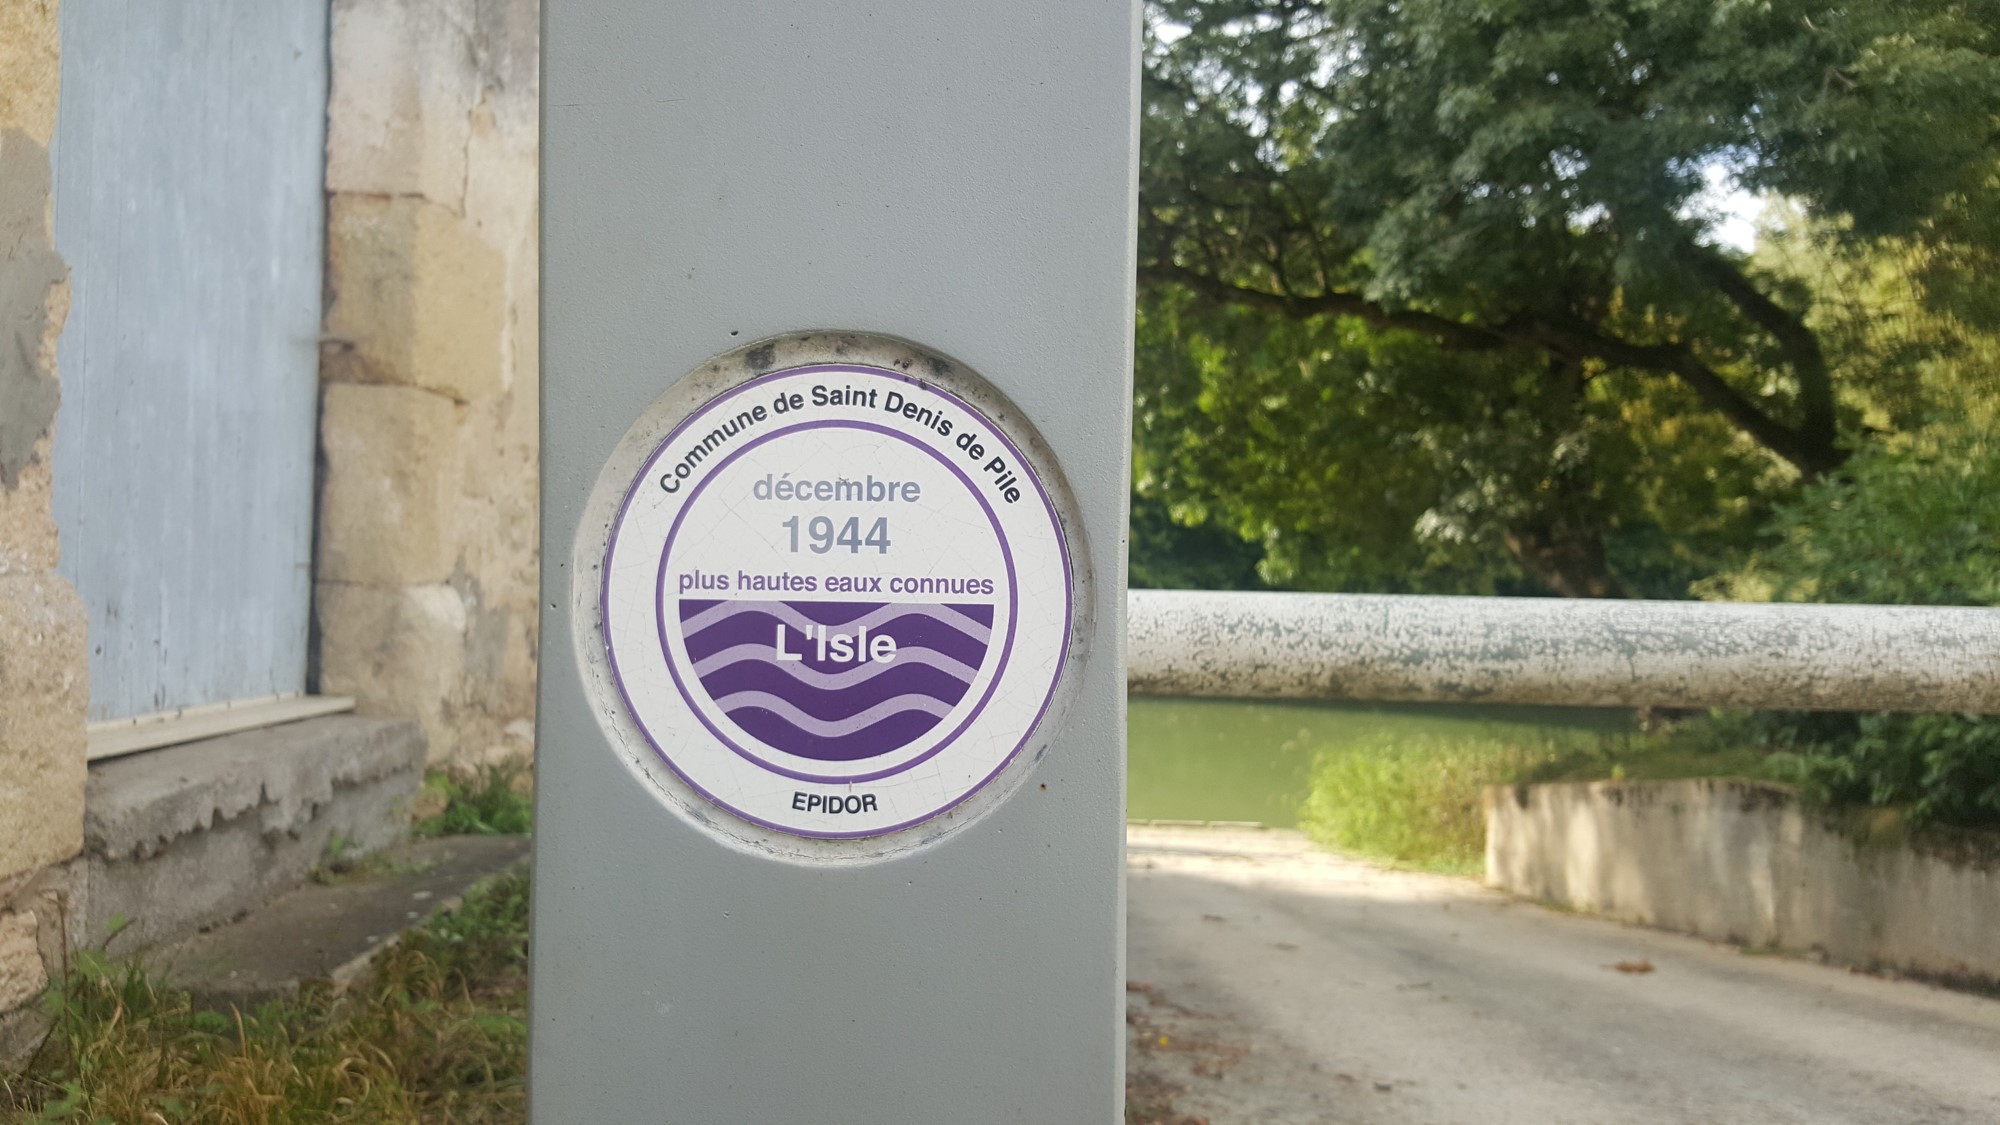 Commune de Saint Denis de Pile
décembre
1944
plus hautes eaux connues
L'Isle
EPIDOR